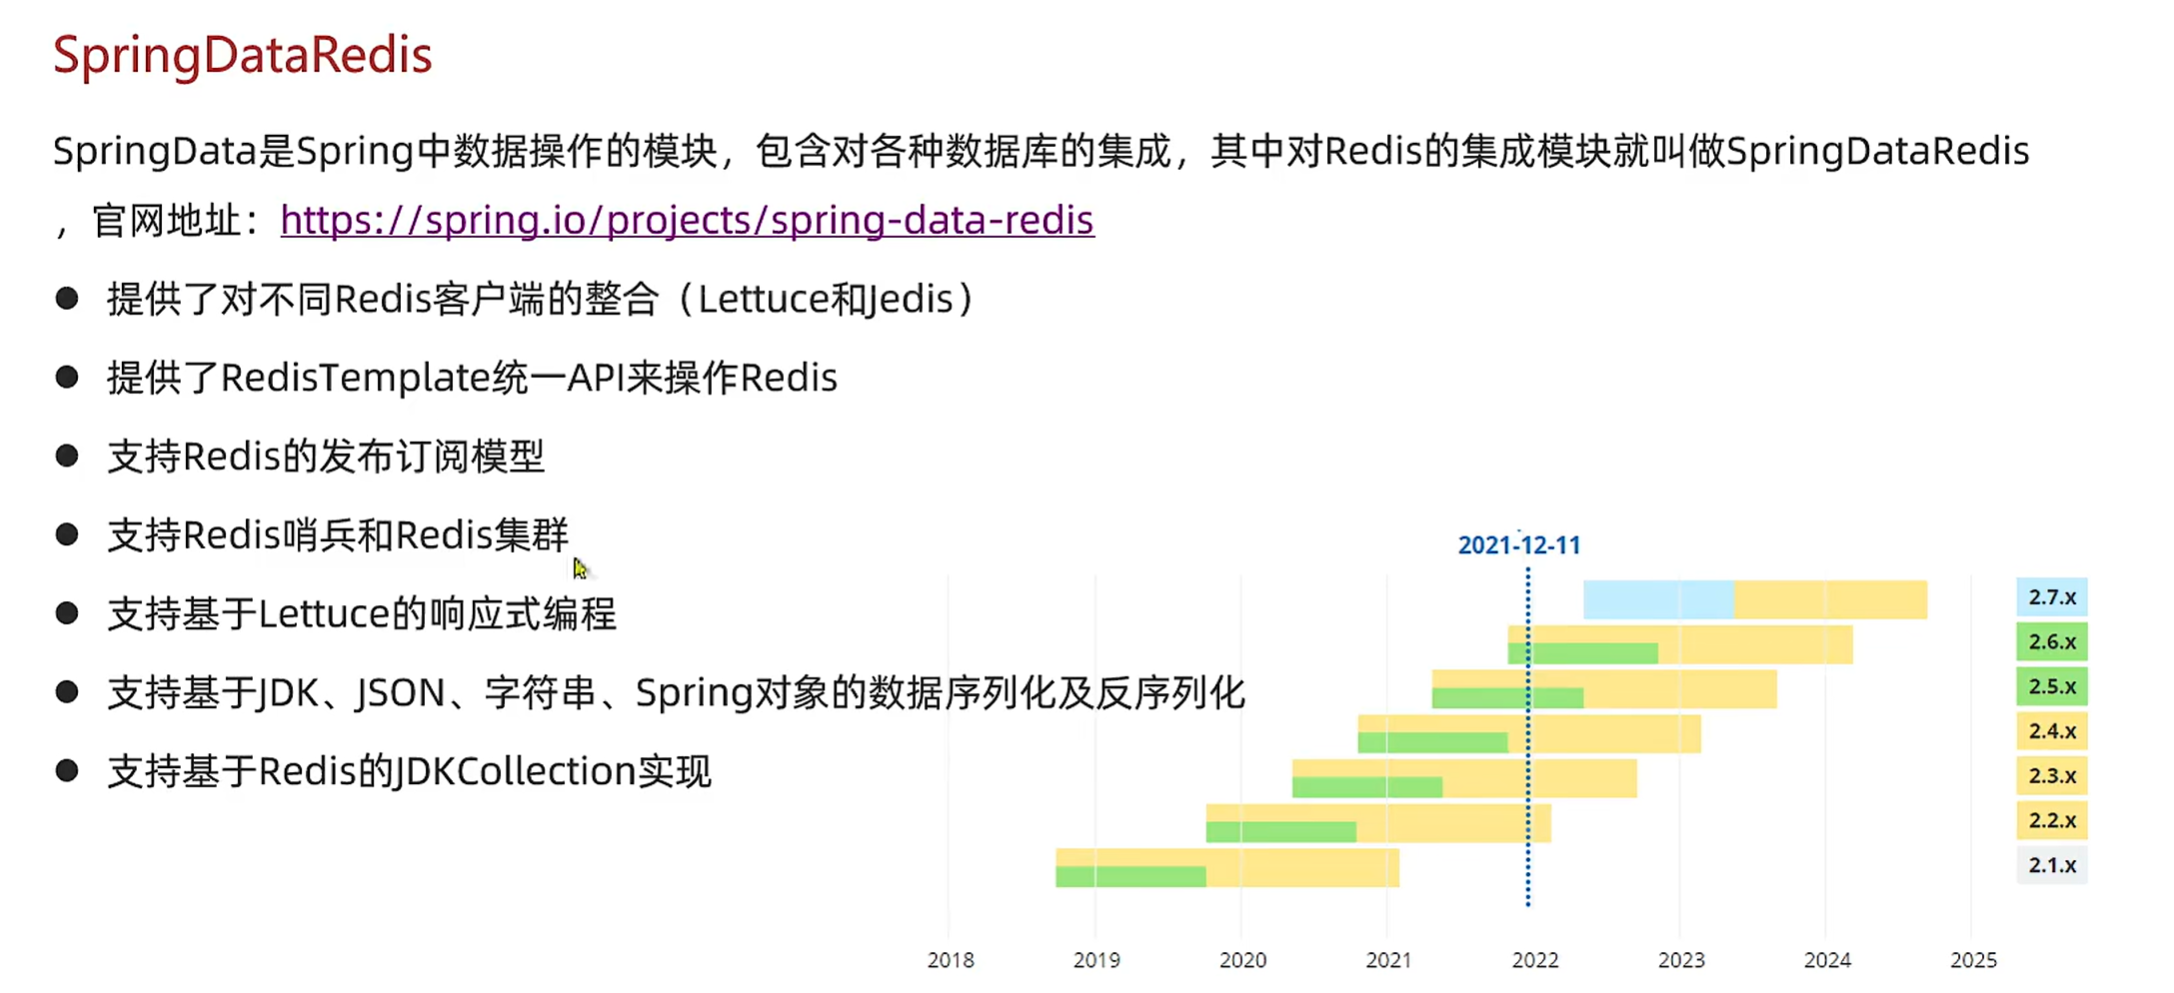 SpringDataRedis
SpringData是Spring中数据操作的模块，包含对各种数据库的集成，其中对Redis的集成模块就叫做SpringDataRedis
，官网地址：https://spring.io/projects/spring-data-redis
● 提供了对不同Redis客户端的整合（Lettuce和Jedis）
● 提供了RedisTemplate统一API来操作Redis
● 支持Redis的发布订阅模型
● 支持Redis哨兵和Redis集群
● 支持基于Lettuce的响应式编程
● 支持基于JDK、JSON、字符串、Spring对象的数据序列化及反序列化
● 支持基于Redis的JDKCollection实现
2021-12-11
2.7.x
2.6.x
2.5.x
2.4.x
2.3.x
2.2.x
2.1.x
2018 2019 2020 2021 2022 2023 2024 2025